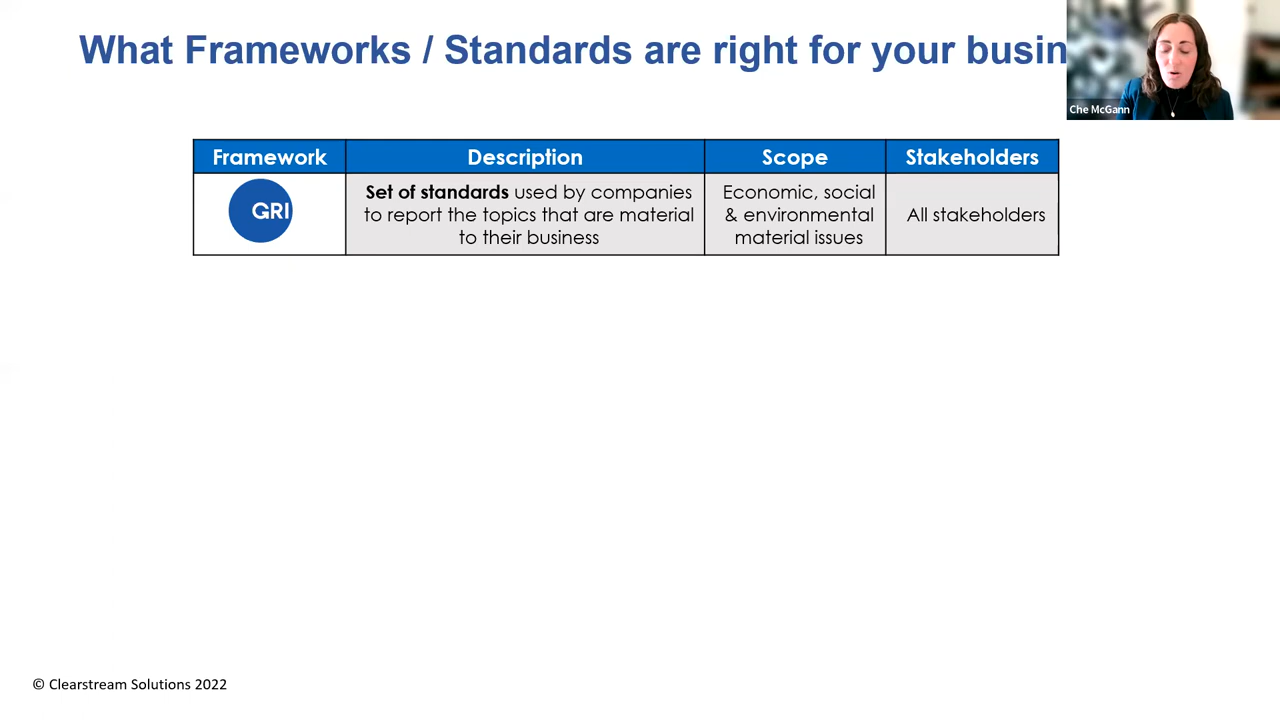 What Frameworks / Standards are right for your busin
Che McGann
Framework Description Scope Stakeholders
GRI
Set of standards used by companies
to report the topics that are material
to their business
Economic, social
& environmental
material issues
All stakeholders
© Clearstream Solutions 2022